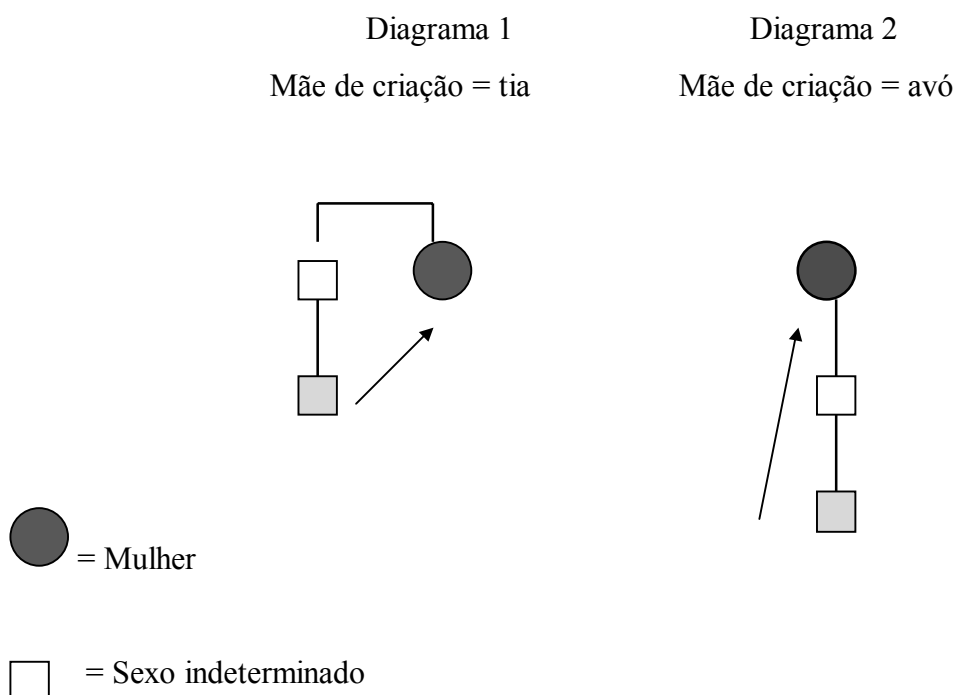 Diagrama 1 Diagrama 2
Mãe de criação = tia Mãe de criação = avó
= Mulher
= Sexo indeterminado